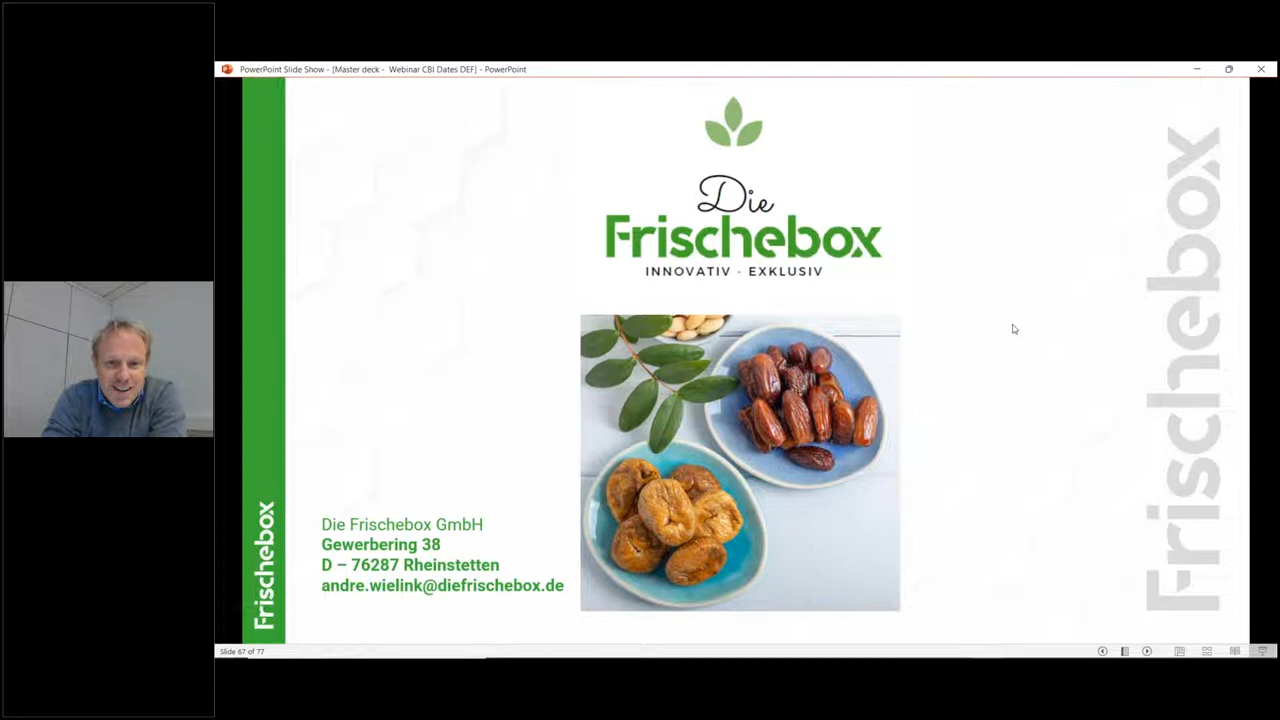 PowerPoint Slide Show - [Master deck - Webinar CBI Dates DEF] - PowerPoint
Die
Frischebox
INNOVATIV - EXKLUSIV
Frischebox
Die Frischebox GmbH
Gewerbering 38
D – 76287 Rheinstetten
andre.wielink@diefrischebox.de
Frischebox
Slide 67 of 77